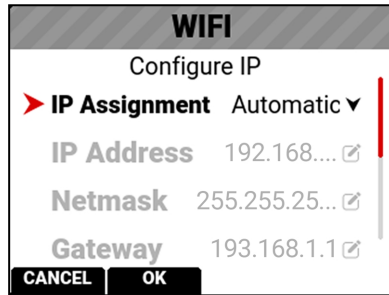 WIFI
Configure IP
IP Assignment Automatic
IP Address 192.168....
Netmask 255.255.25...
Gateway 193.168.1.1
CANCEL OK